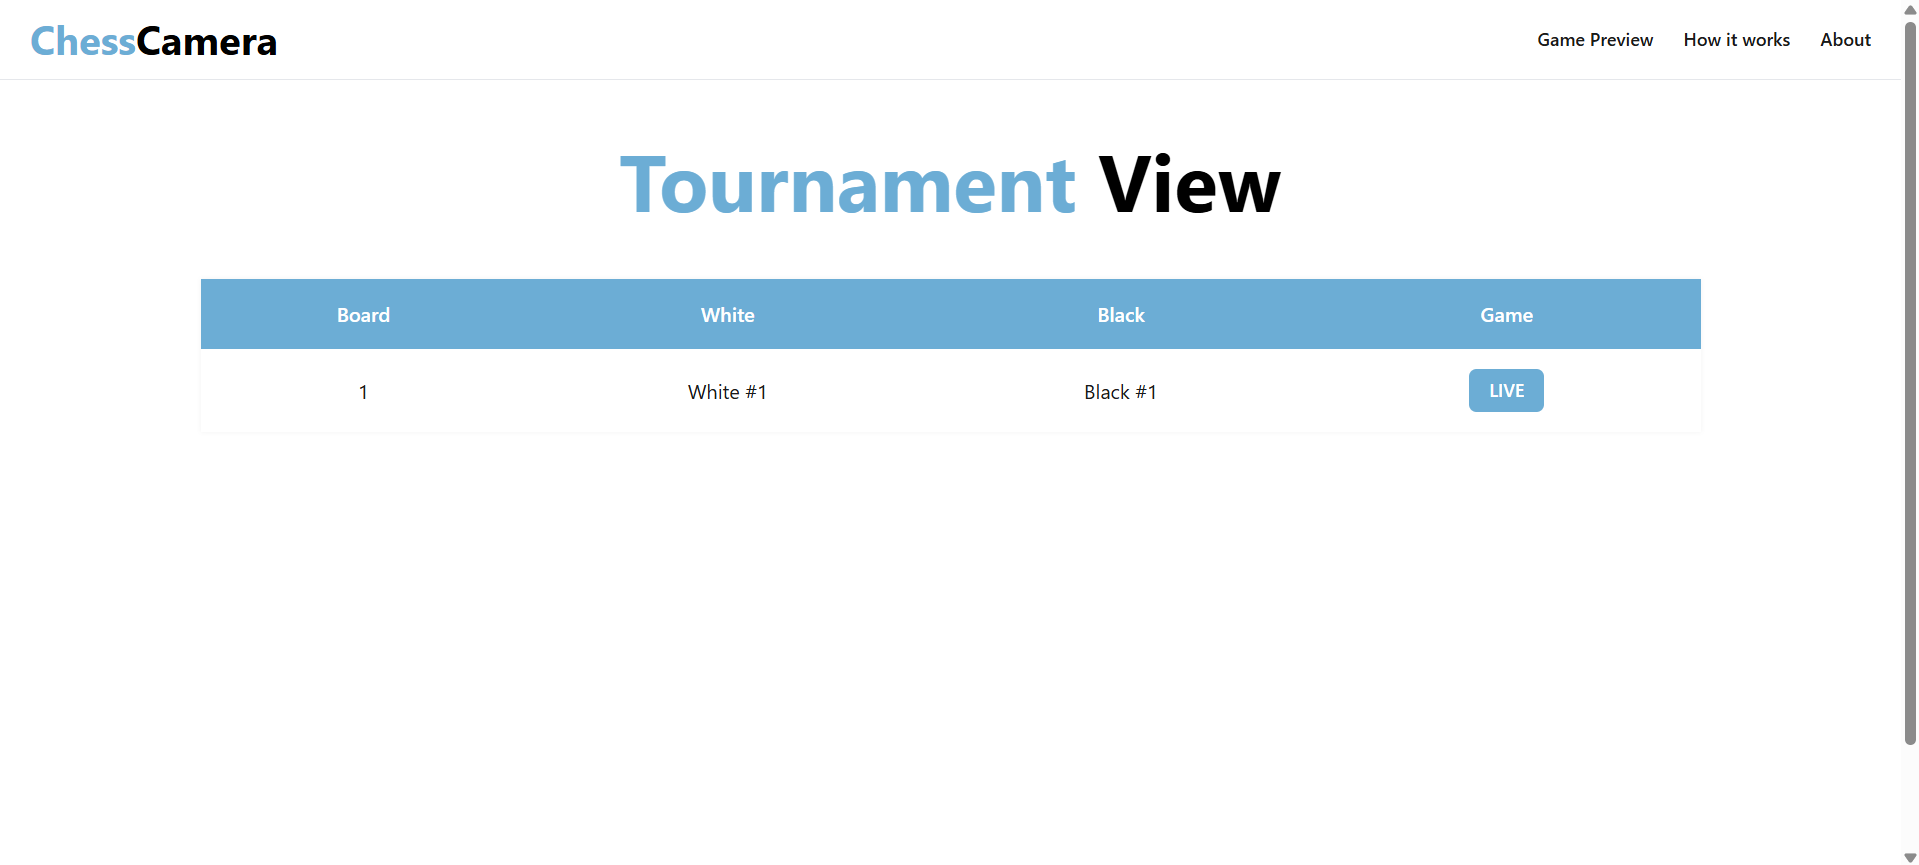 ChessCamera
Game Preview How it works About
Tournament View
Board White Black Game
1 White #1 Black #1 LIVE